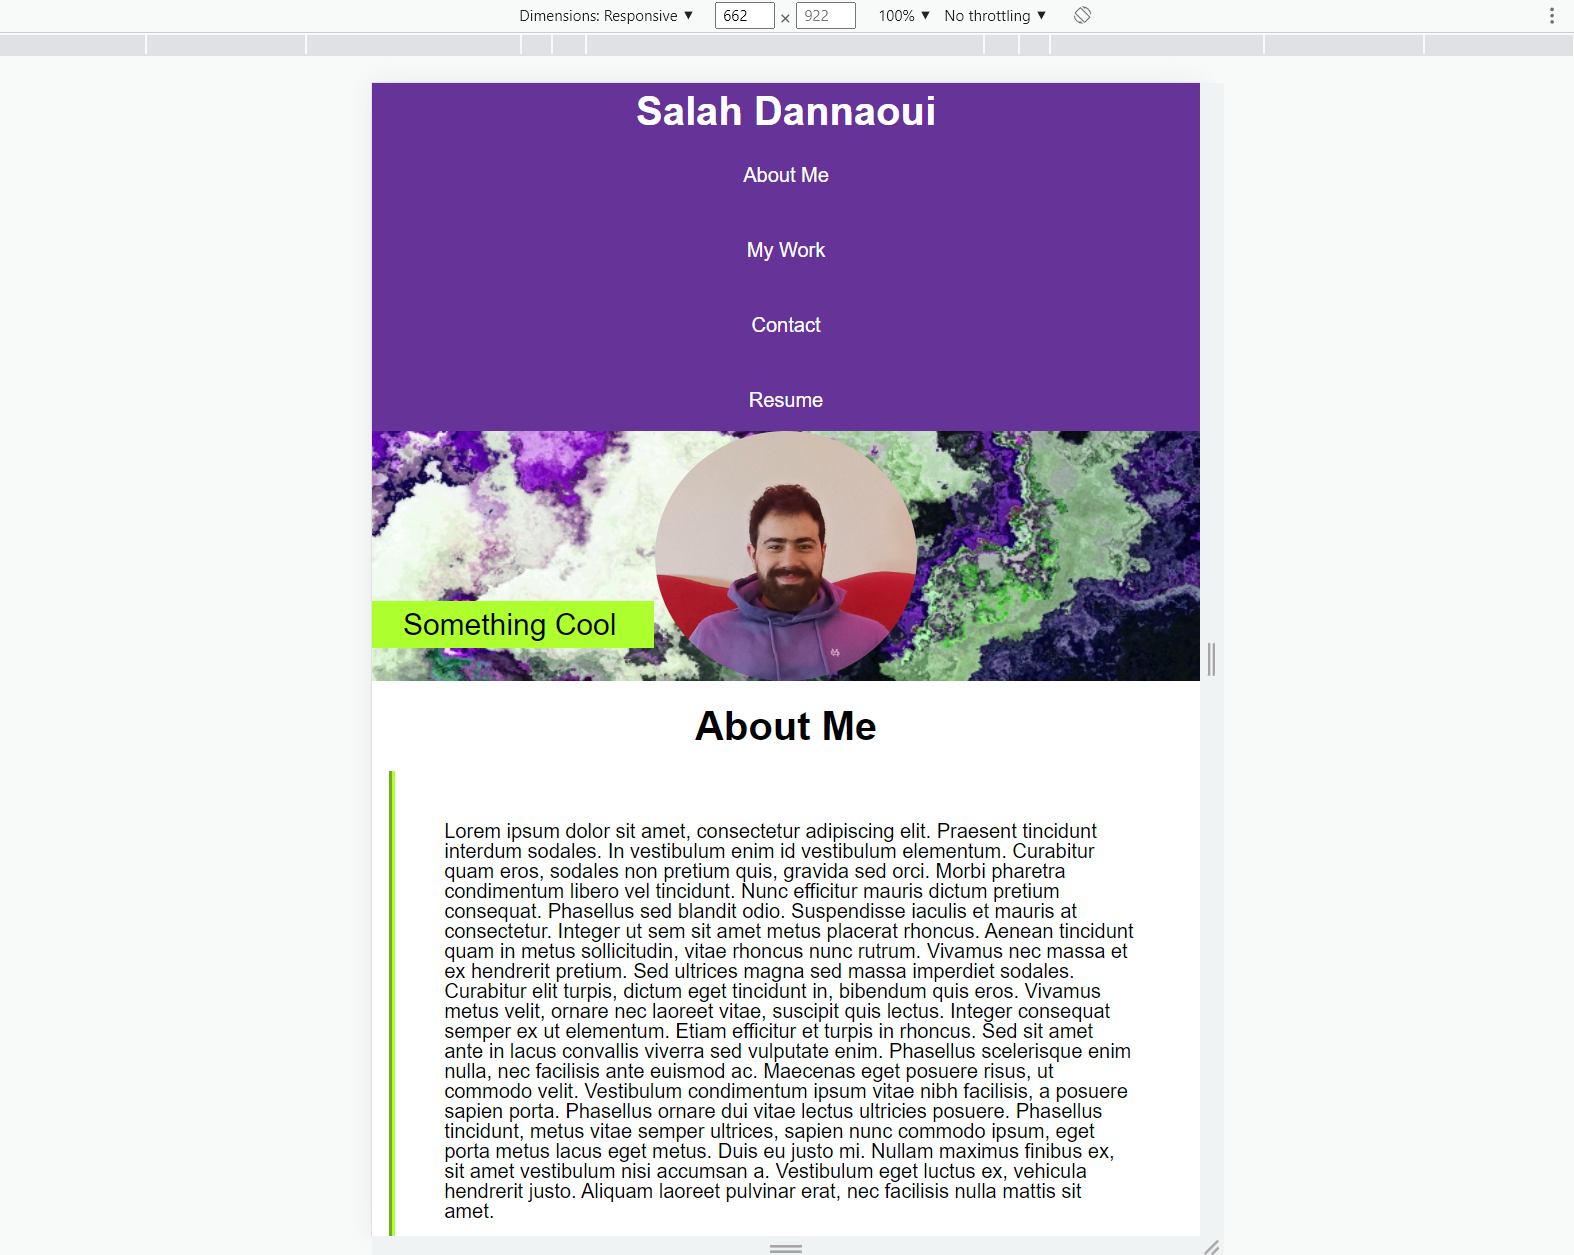 Dimensions: Responsive ▼ 662 × 922 100% ▼ No throttling ▼
Salah Dannaoui
About Me
My Work
Contact
Resume
Something Cool
About Me
Lorem ipsum dolor sit amet, consectetur adipiscing elit. Praesent tincidunt
interdum sodales. In vestibulum enim id vestibulum elementum. Curabitur
quam eros, sodales non pretium quis, gravida sed orci. Morbi pharetra
condimentum libero vel tincidunt. Nunc efficitur mauris dictum pretium
consequat. Phasellus sed blandit odio. Suspendisse iaculis et mauris at
consectetur. Integer ut sem sit amet metus placerat rhoncus. Aenean tincidunt
quam in metus sollicitudin, vitae rhoncus nunc rutrum. Vivamus nec massa et
ex hendrerit pretium. Sed ultrices magna sed massa imperdiet sodales.
Curabitur elit turpis, dictum eget tincidunt in, bibendum quis eros. Vivamus
metus velit, ornare nec laoreet vitae, suscipit quis lectus. Integer consequat
semper ex ut elementum. Etiam efficitur et turpis in rhoncus. Sed sit amet
ante in lacus convallis viverra sed vulputate enim. Phasellus scelerisque enim
nulla, nec facilisis ante euismod ac. Maecenas eget posuere risus, ut
commodo velit. Vestibulum condimentum ipsum vitae nibh facilisis, a posuere
sapien porta. Phasellus ornare dui vitae lectus ultricies posuere. Phasellus
tincidunt, metus vitae semper ultrices, sapien nunc commodo ipsum, eget
porta metus lacus eget metus. Duis eu justo mi. Nullam maximus finibus ex,
sit amet vestibulum nisi accumsan a. Vestibulum eget luctus ex, vehicula
hendrerit justo. Aliquam laoreet pulvinar erat, nec facilisis nulla mattis sit
amet.